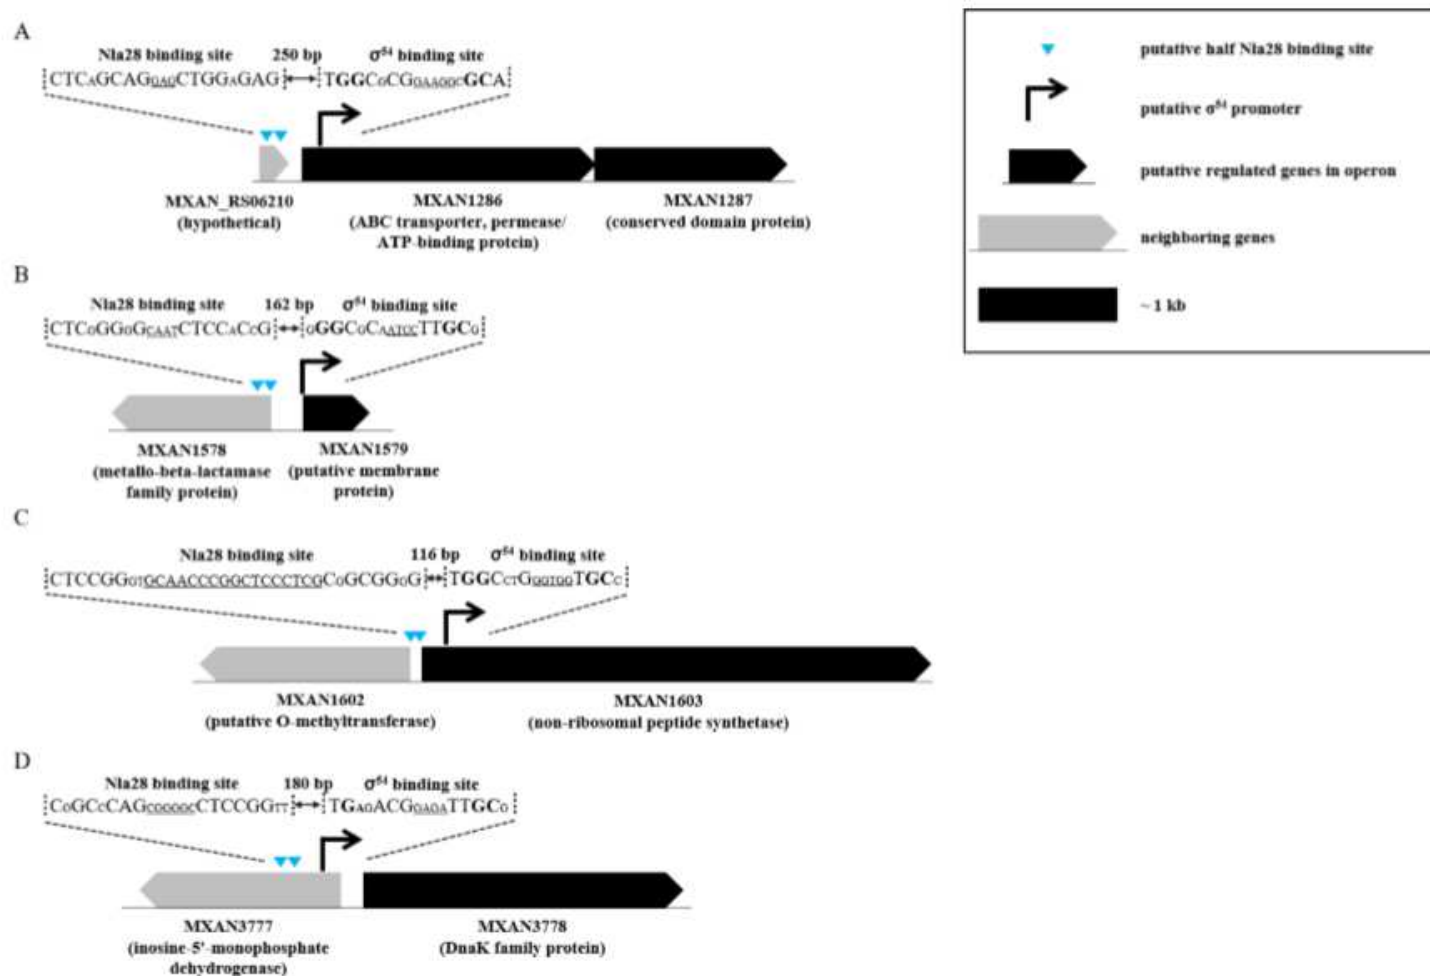 A
Nla28 binding site 250 bp σ54 binding site
CTCAGCAGGAGCTGGAGAG TGGCGCGGAAGGCGCA
MXAN_RS06210
(hypothetical)
MXAN1286
(ABC transporter, permease/
ATP-binding protein)
MXAN1287
(conserved domain protein)
B
Nla28 binding site 162 bp σ54 binding site
CTCGGGGGCAATCTCCACCG GGGCGCAATCCTTGCG
MXAN1578
(metallo-beta-lactamase
family protein)
MXAN1579
(putative membrane
protein)
C
Nla28 binding site 116 bp σ54 binding site
CTCCGGGTGCAACCCGGCTCCCTCGCGGCGGGG TGGCCTGGGTGGTGCC
MXAN1602
(putative O-methyltransferase)
MXAN1603
(non-ribosomal peptide synthetase)
D
Nla28 binding site 180 bp σ54 binding site
CGGCCCAGCGGGGCCTCCGGTT TGAGACGGAGATTGCG
MXAN3777
(inosine-5'-monophosphate
dehydrogenase)
MXAN3778
(DnaK family protein)
putative half Nla28 binding site
putative σ54 promoter
putative regulated genes in operon
neighboring genes
~ 1 kb